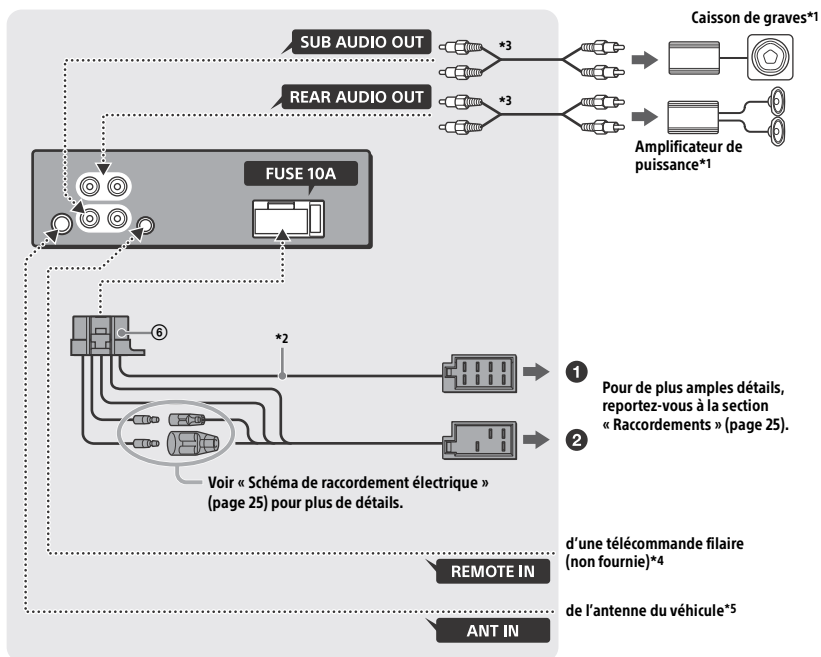 Caisson de graves*1
SUB AUDIO OUT
*3
REAR AUDIO OUT
*3
Amplificateur de
puissance*1
FUSE 10A
⑥
*2
❶
Pour de plus amples détails,
reportez-vous à la section
« Raccordements » (page 25).
❷
Voir « Schéma de raccordement électrique »
(page 25) pour plus de détails.
d'une télécommande filaire
(non fournie)*4
REMOTE IN
de l'antenne du véhicule*5
ANT IN